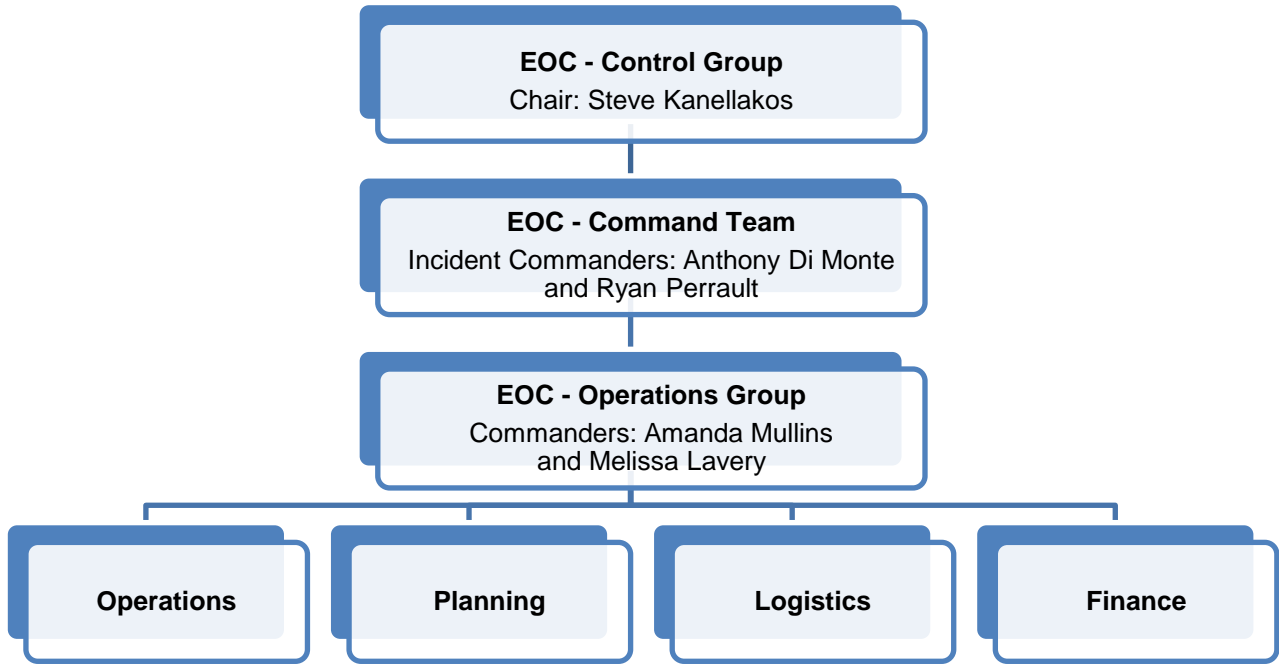 EOC - Control Group
Chair: Steve Kanellakos
EOC - Command Team
Incident Commanders: Anthony Di Monte
and Ryan Perrault
EOC - Operations Group
Commanders: Amanda Mullins
and Melissa Lavery
Operations
Planning
Logistics
Finance